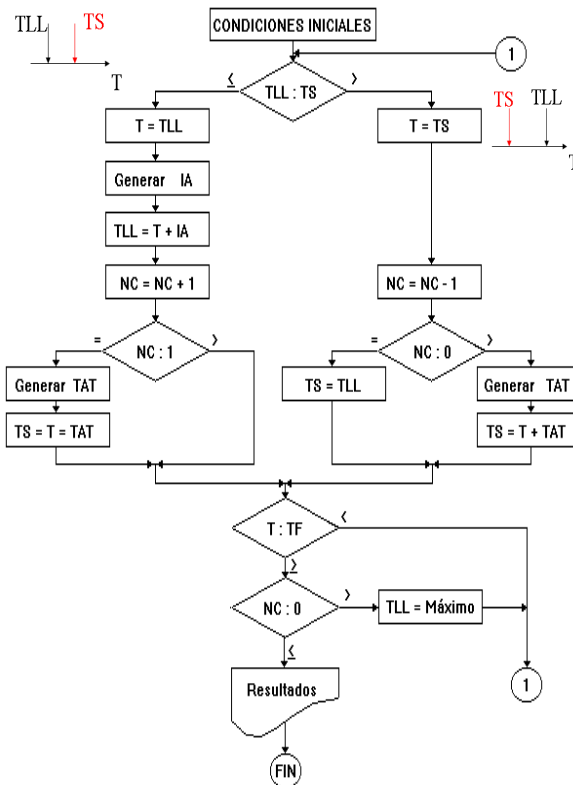 CONDICIONES INICIALES
TLL
TS
T
1
≤
TLL : TS
>
TS
TLL
T
T = TLL
T = TS
Generar IA
TLL = T + IA
NC = NC + 1
NC = NC - 1
=
NC : 1
>
=
NC : 0
>
Generar TAT
TS = TLL
Generar TAT
TS = T = TAT
TS = T + TAT
T : TF
<
≥
NC : 0
>
TLL = Máximo
≤
Resultados
1
FIN